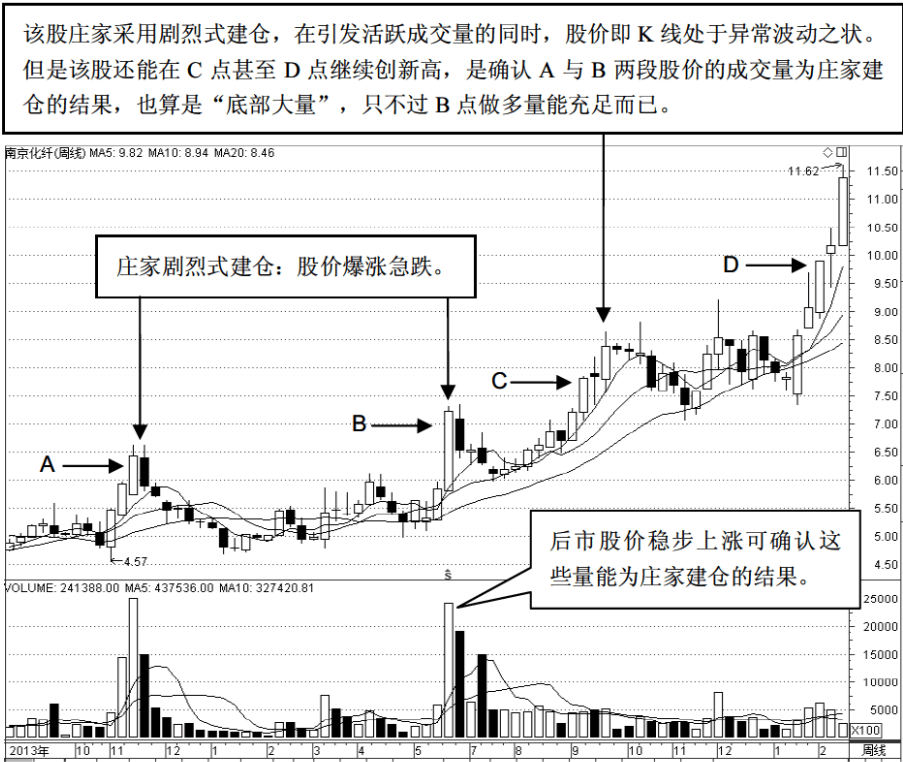 该股庄家采用剧烈式建仓，在引发活跃成交量的同时，股价即 K 线处于异常波动之状。
但是该股还能在 C 点甚至 D 点继续创新高，是确认 A 与 B 两段股价的成交量为庄家建
仓的结果，也算是“底部大量”，只不过 B 点做多量能充足而已。
南京化纤(周线) MA5: 9.82 MA10: 8.94 MA20: 8.46
11.62
11.50
11.00
10.50
10.00
9.50
9.00
8.50
8.00
7.50
7.00
6.50
6.00
5.50
5.00
4.50
庄家剧烈式建仓：股价爆涨急跌。
A
B
C
D
4.57
ŝ
后市股价稳步上涨可确认这
些量能为庄家建仓的结果。
VOLUME: 241388.00 MA5: 437536.00 MA10: 327420.81
25000
20000
15000
10000
5000
X100
2013年 10 11 12 2 3 4 5 7 8 9 10 11 12 1 2 周线